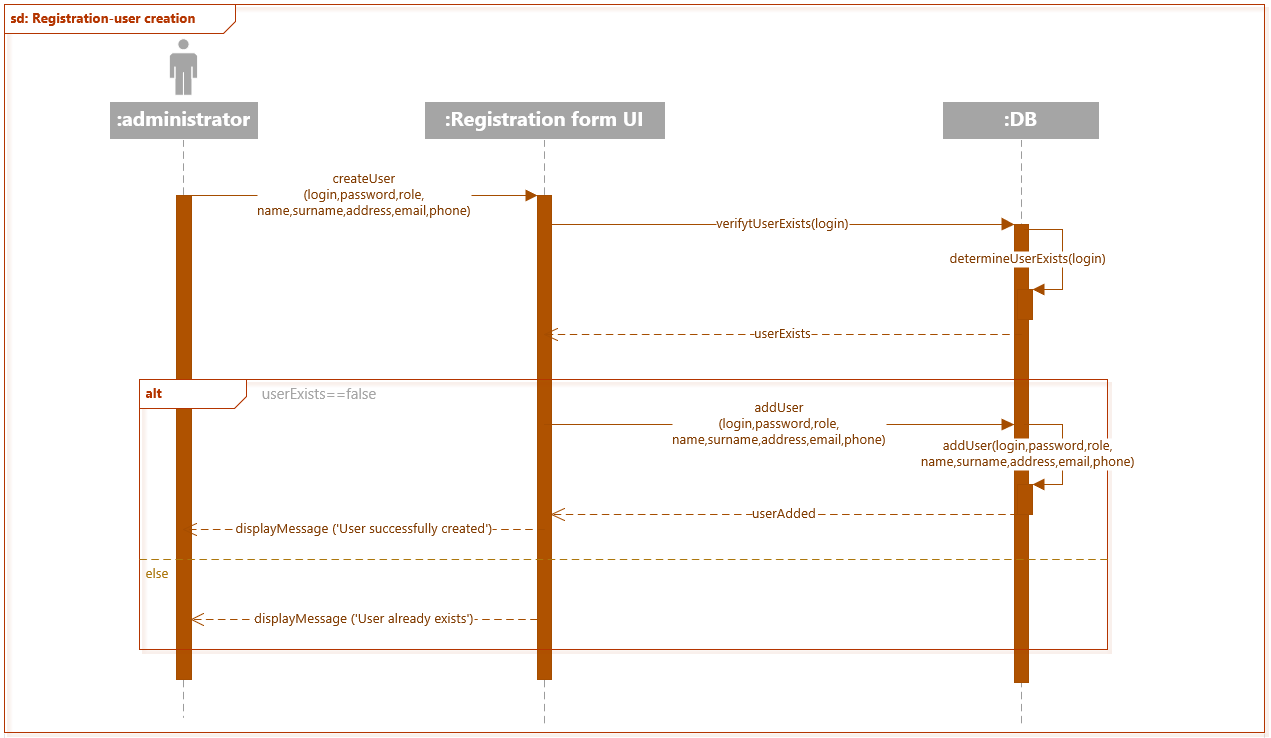 sd: Registration-user creation
:administrator
:Registration form UI
:DB
createUser
(login,password,role,
name,surname,address,email,phone)
verifytUserExists(login)
determineUserExists(login)
userExists
alt
userExists==false
addUser
(login,password,role,
name,surname,address,email,phone)
addUser(login,password,role,
name,surname,address,email,phone)
userAdded
displayMessage ('User successfully created')
else
displayMessage ('User already exists')